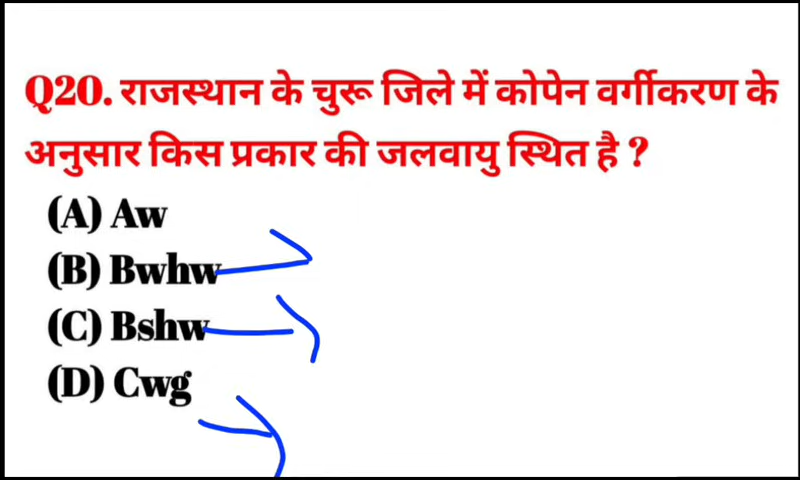 Q20. राजस्थान के चुरू जिले में कोपेन वर्गीकरण के
अनुसार किस प्रकार की जलवायु स्थित है ?
(A) Aw
(B) Bwhw
(C) Bshw
(D) Cwg